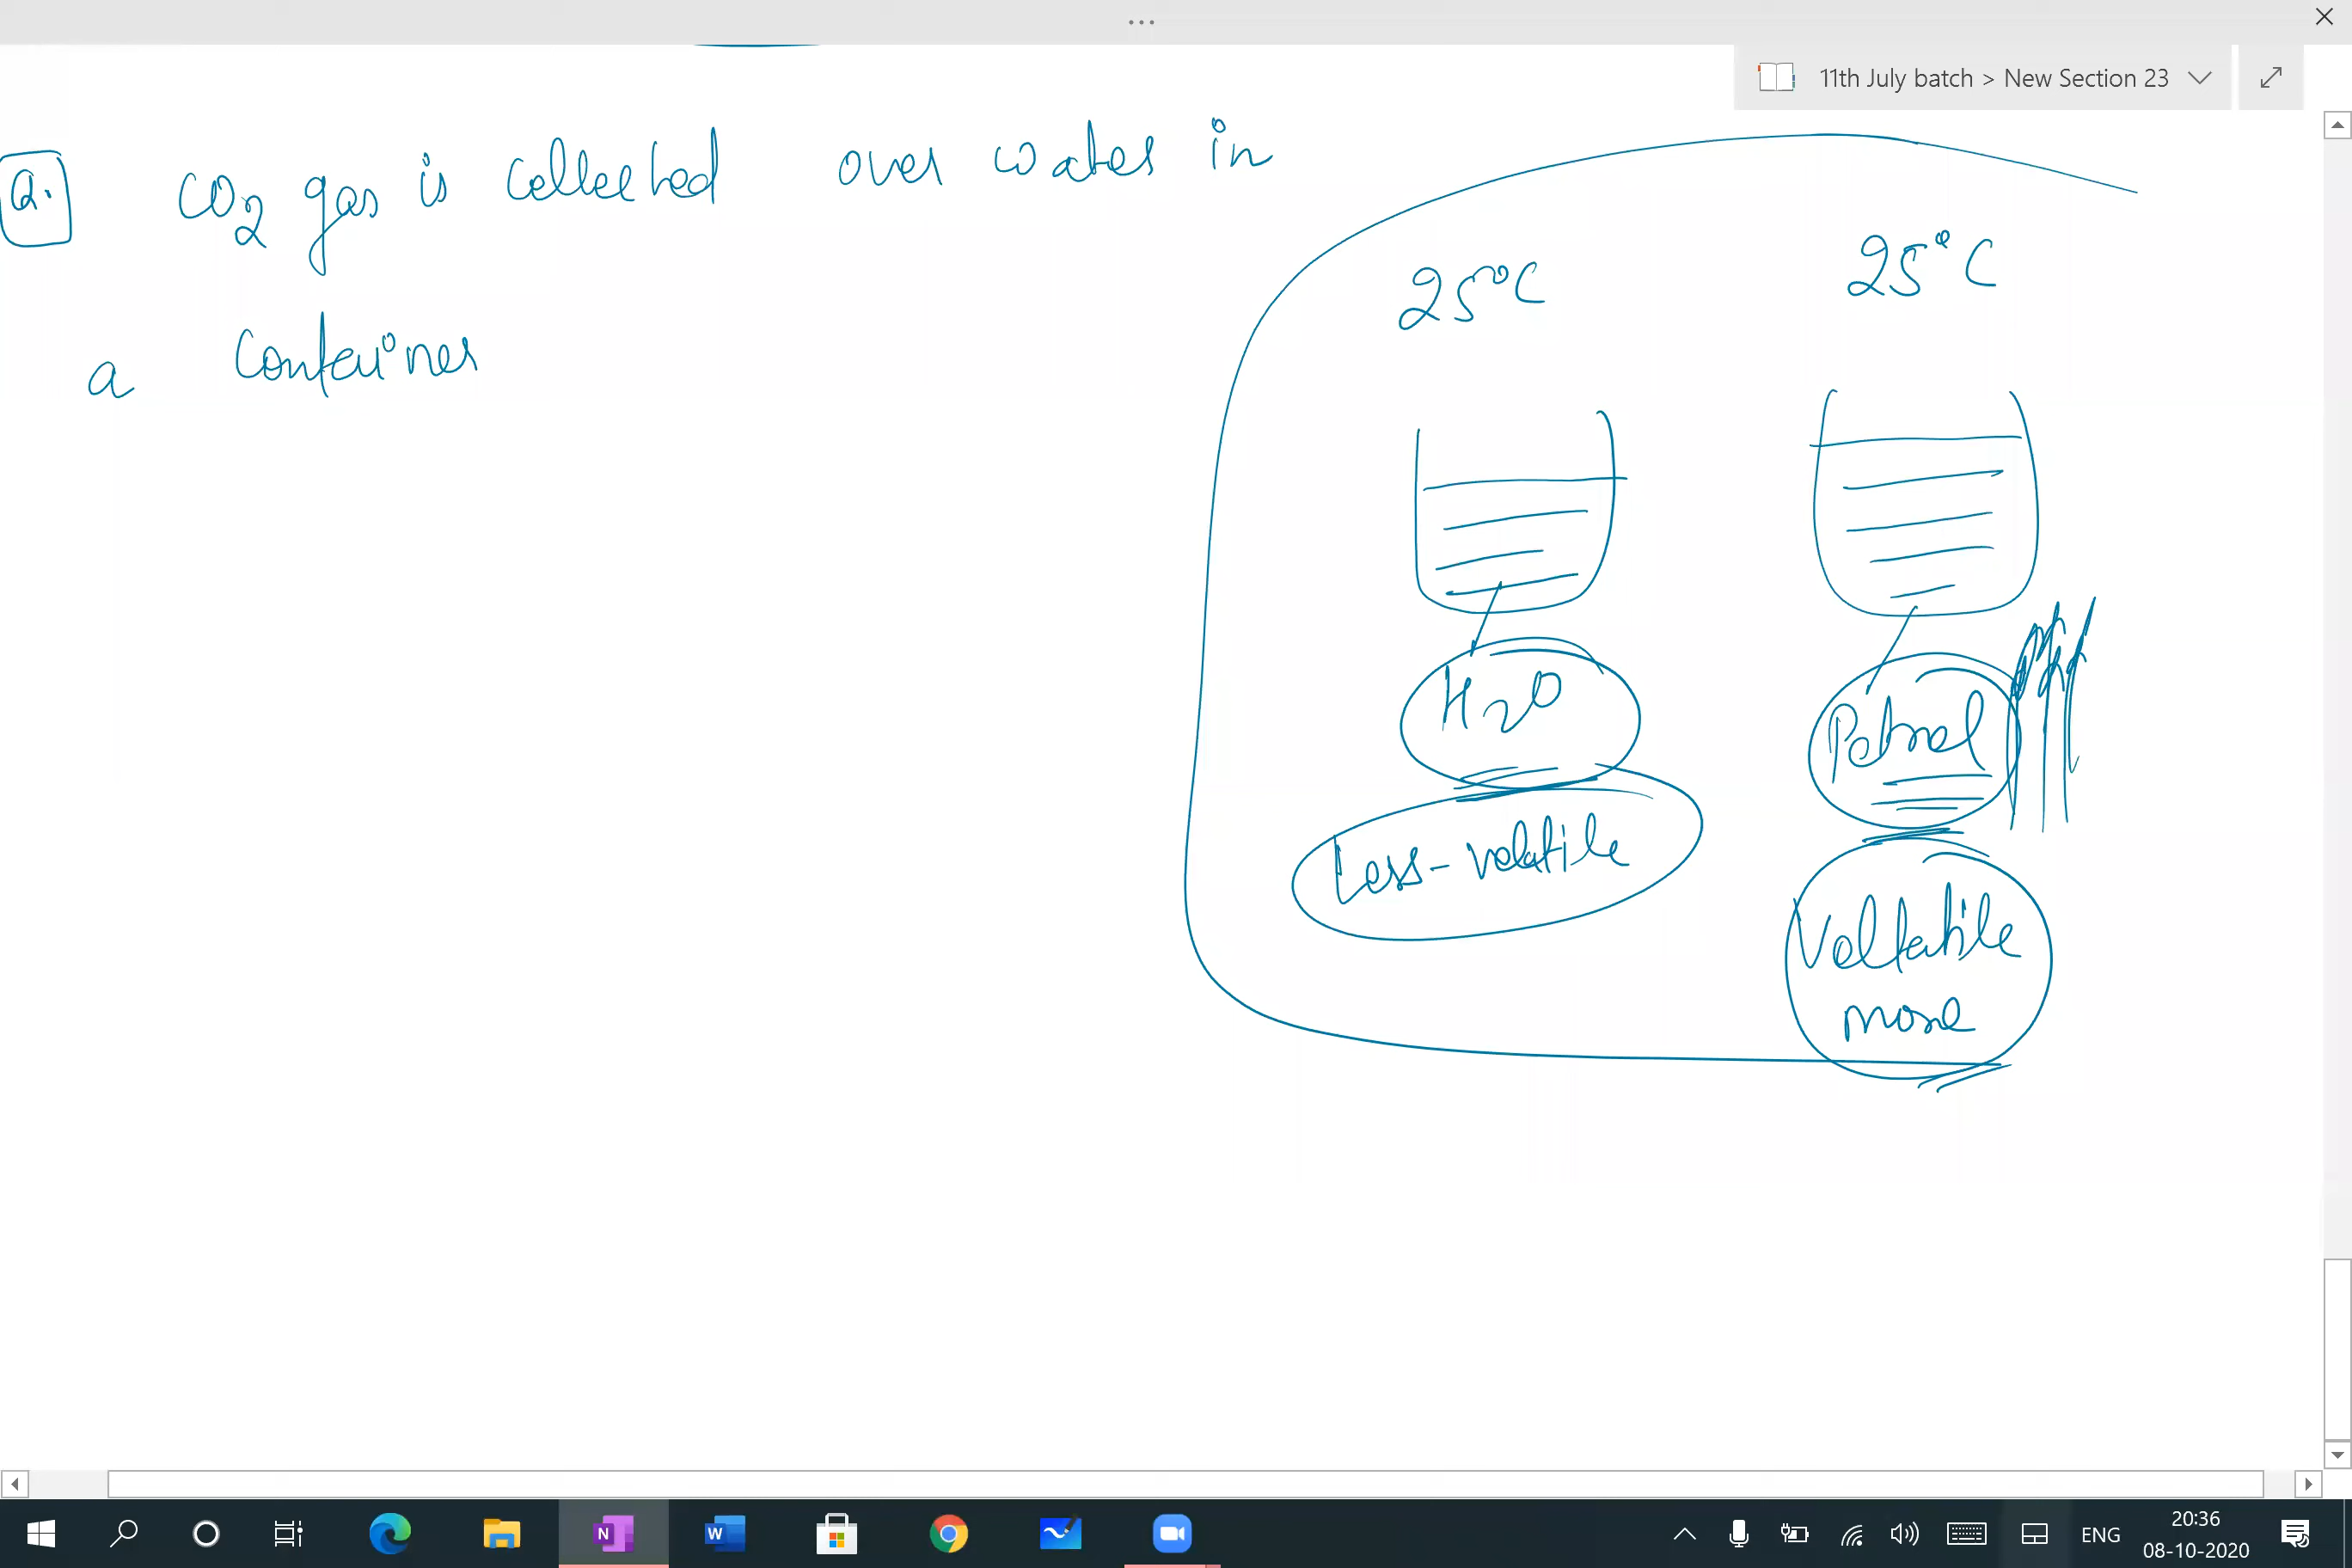 11th July batch > New Section 23
Q. CO2 gas is collected over water in
a container
25°C
25°C
H2O
Petrol
Less-volatile
Vollatile
more
N
W
ENG
20:36
08-10-2020